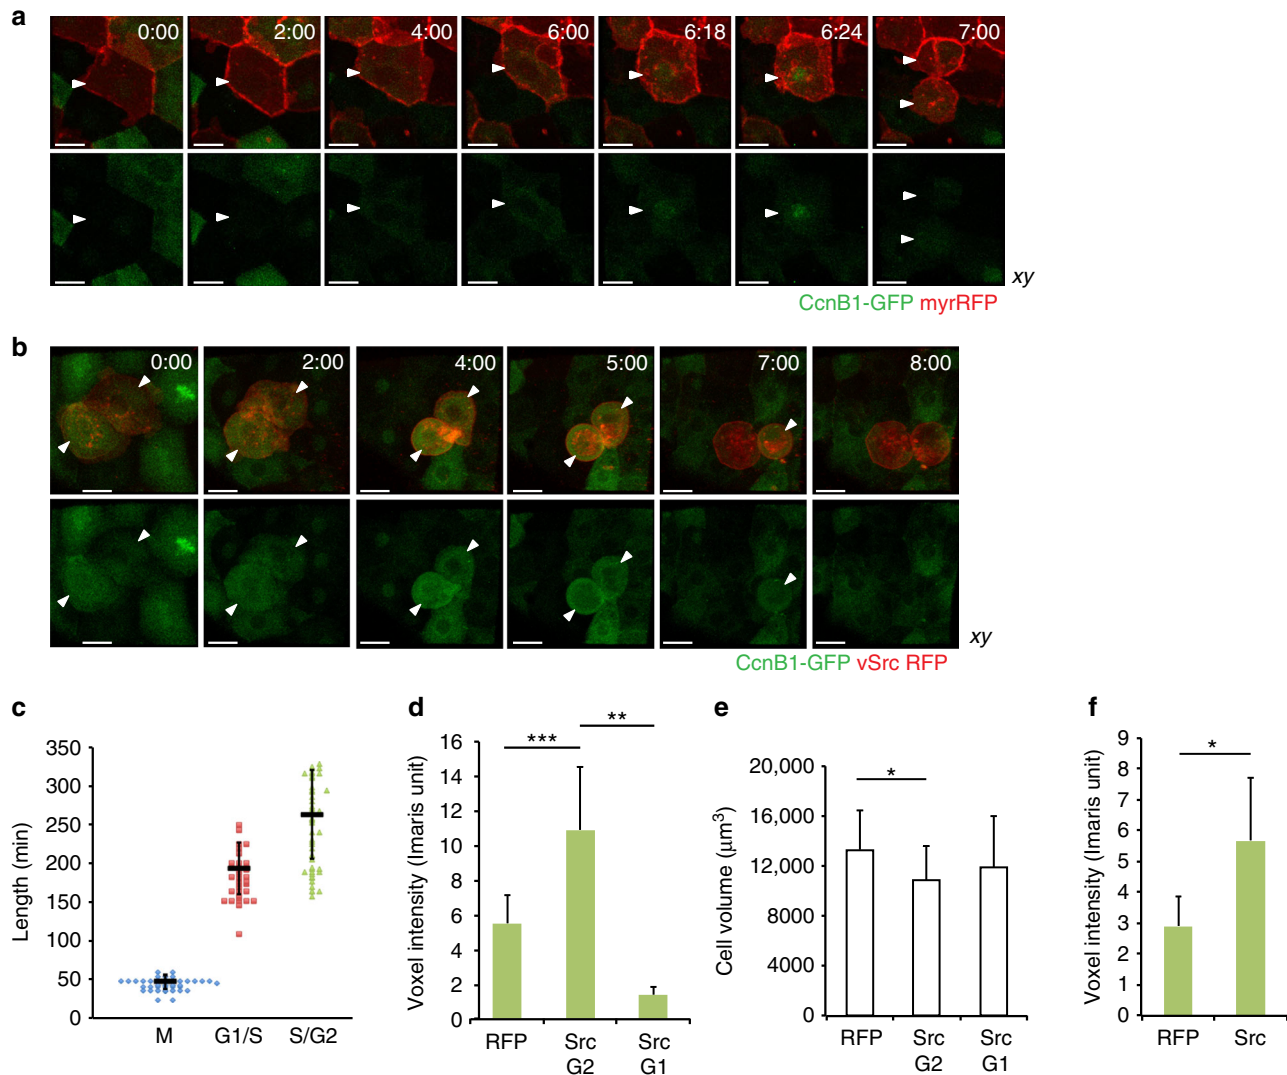 a
0:00 2:00 4:00 6:00 6:18 6:24 7:00
xy
CcnB1-GFP myrRFP
b
0:00 2:00 4:00 5:00 7:00 8:00
xy
CcnB1-GFP vSrc RFP
c
Length (min)
350
300
250
200
150
100
50
0
M G1/S S/G2
d
Voxel intensity (Imaris unit)
16
14
12
10
8
6
4
2
0
***
**
RFP Src G2 Src G1
e
Cell volume (μm³)
20,000
16,000
12,000
8000
4000
0
*
RFP Src G2 Src G1
f
Voxel intensity (Imaris unit)
9
8
7
6
5
4
3
2
1
0
*
RFP Src